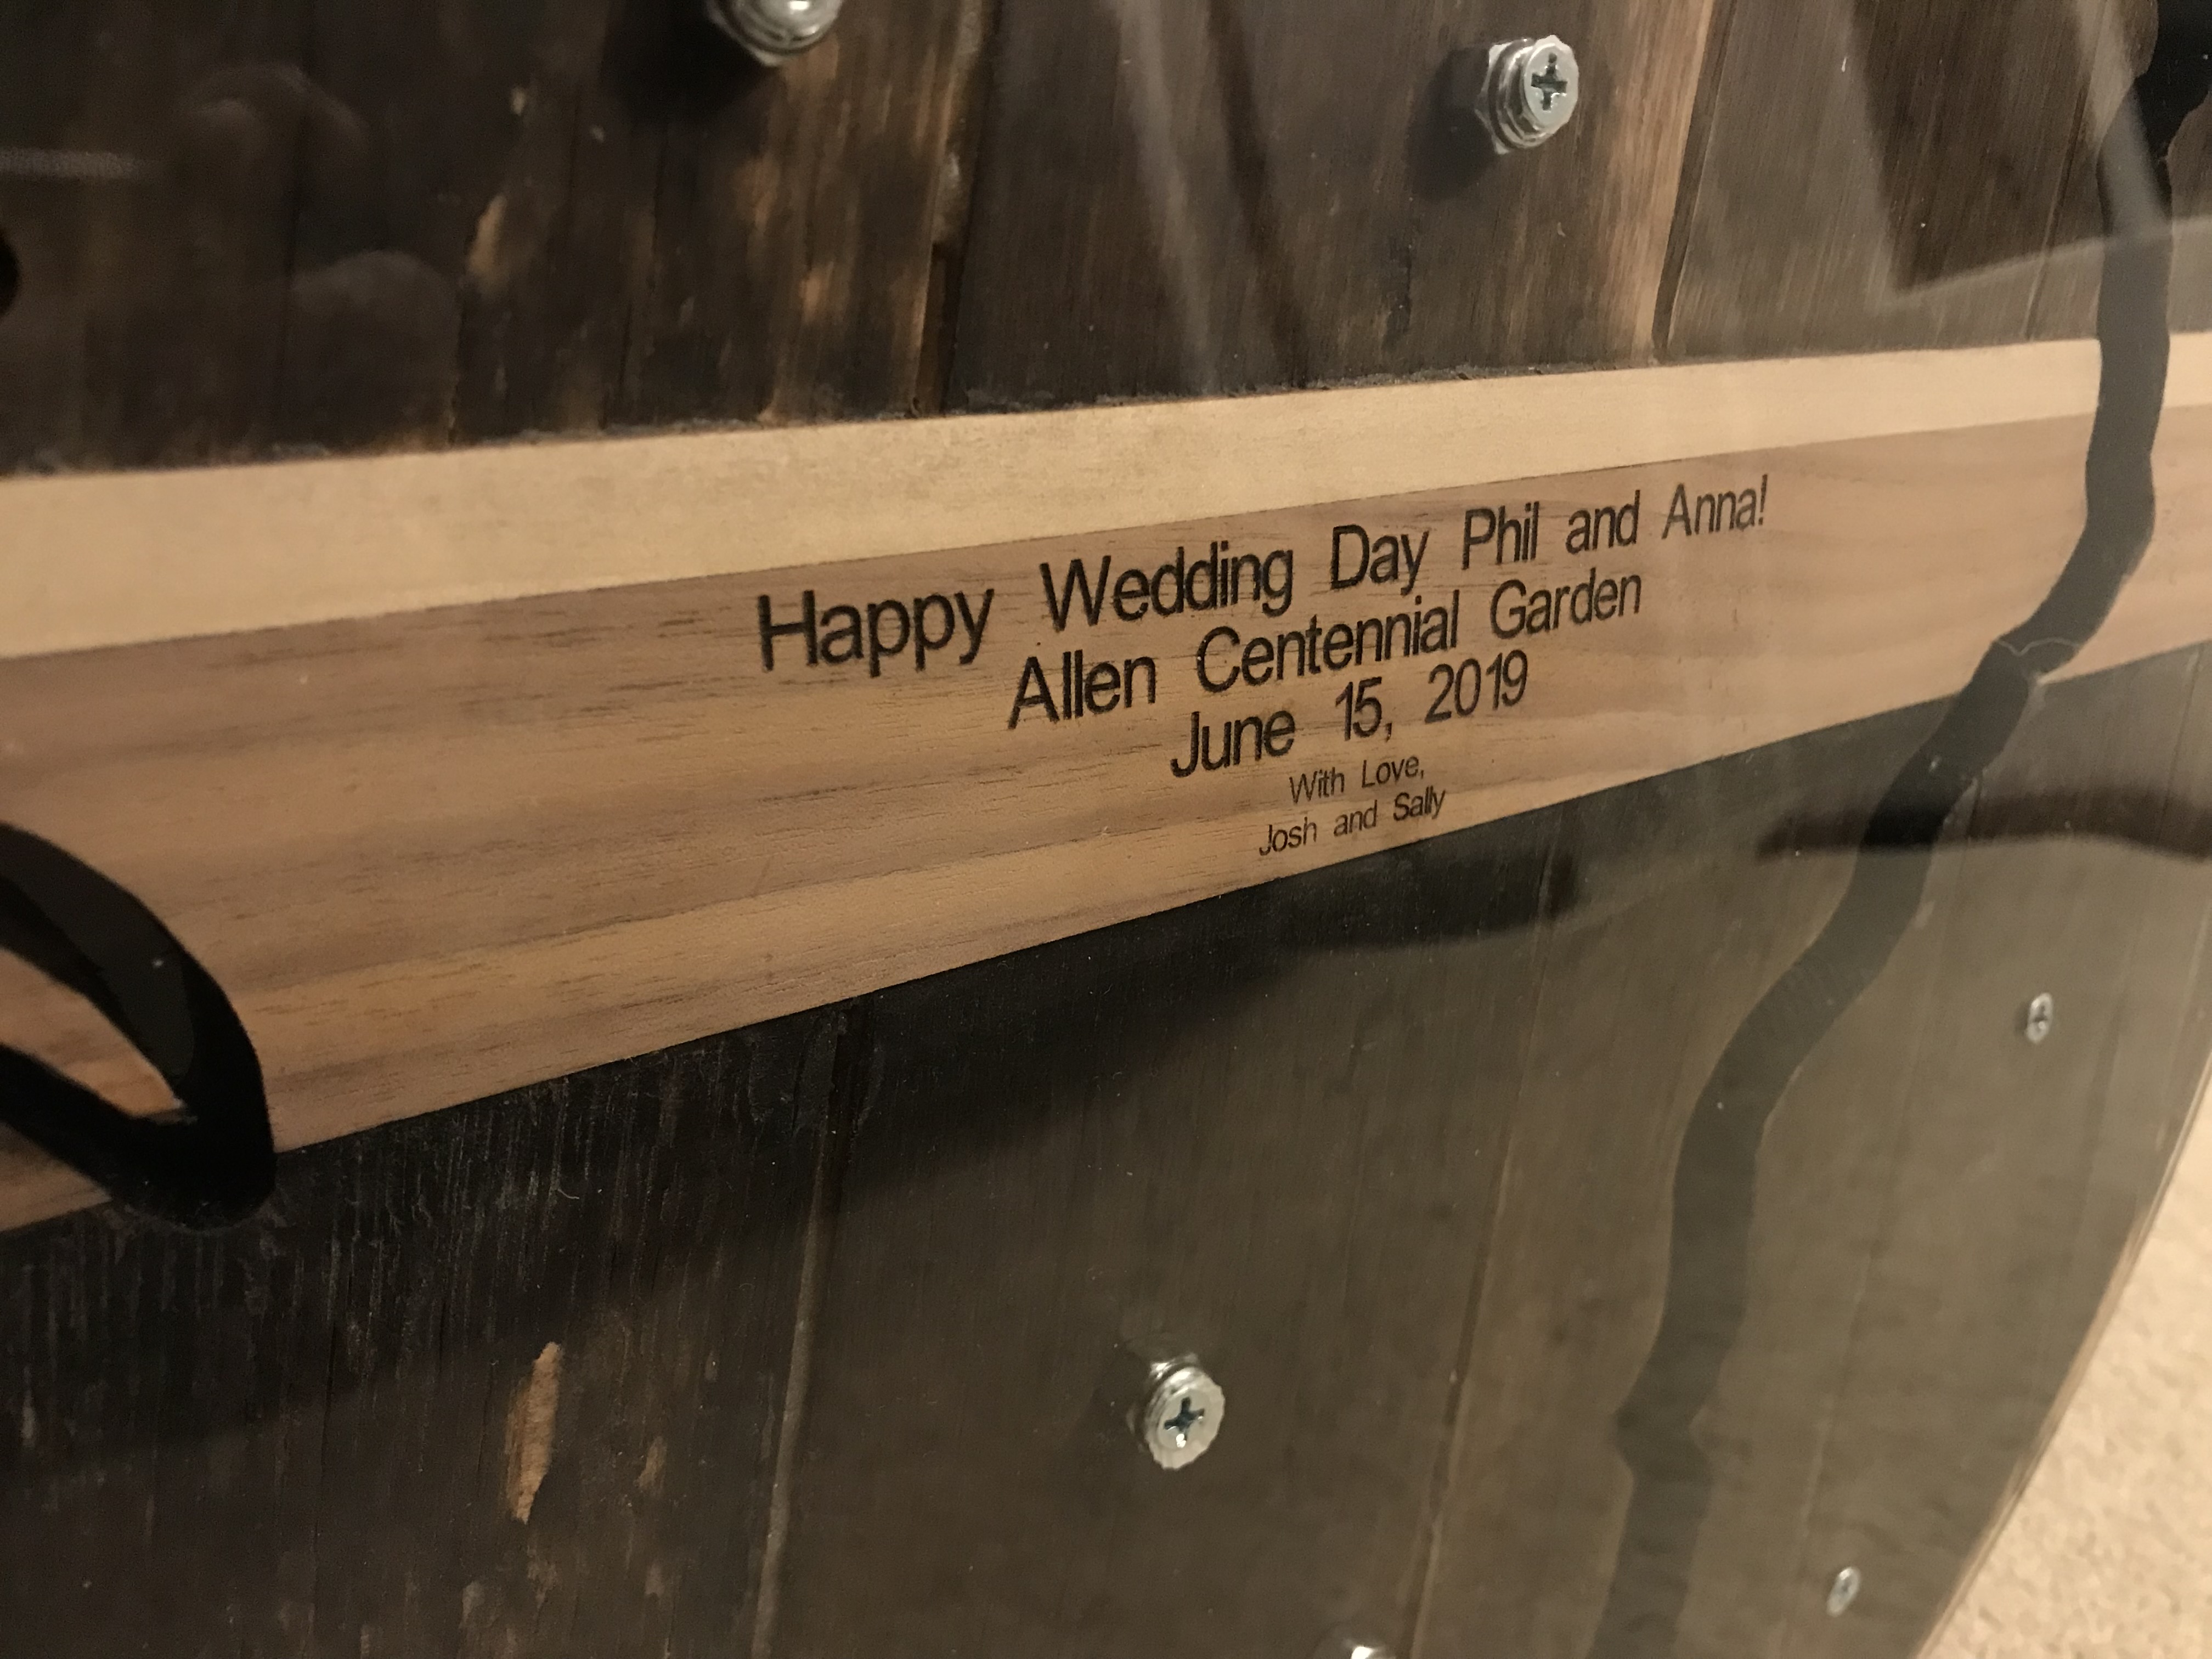 Happy Wedding Day Phil and Anna!
Allen Centennial Garden
June 15, 2019
With Love,
Josh and Sally